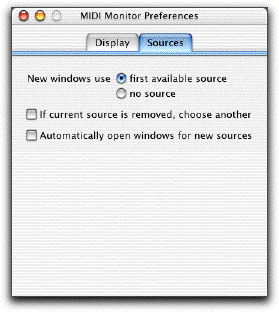 MIDI Monitor Preferences
Display Sources
New windows use first available source
no source
If current source is removed, choose another
Automatically open windows for new sources